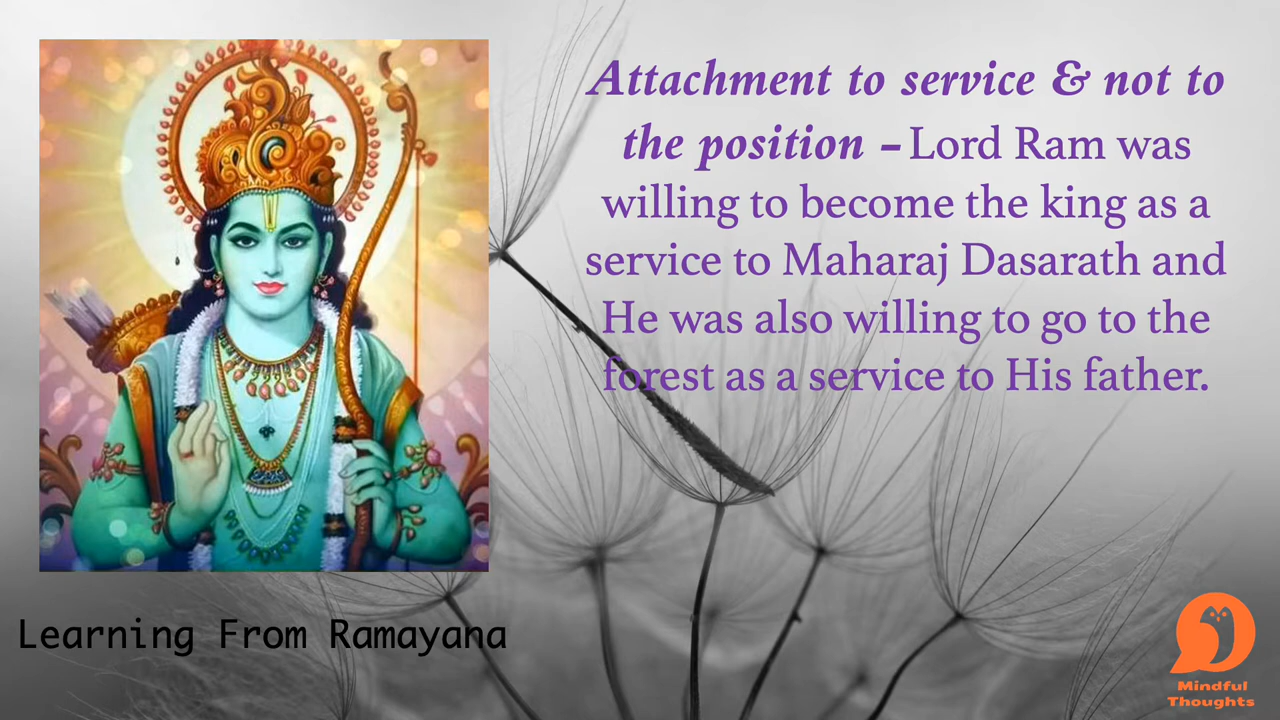 Attachment to service & not to
the position – Lord Ram was
willing to become the king as a
service to Maharaj Dasarath and
He was also willing to go to the
forest as a service to His father.
Learning From Ramayana
Mindful
Thoughts